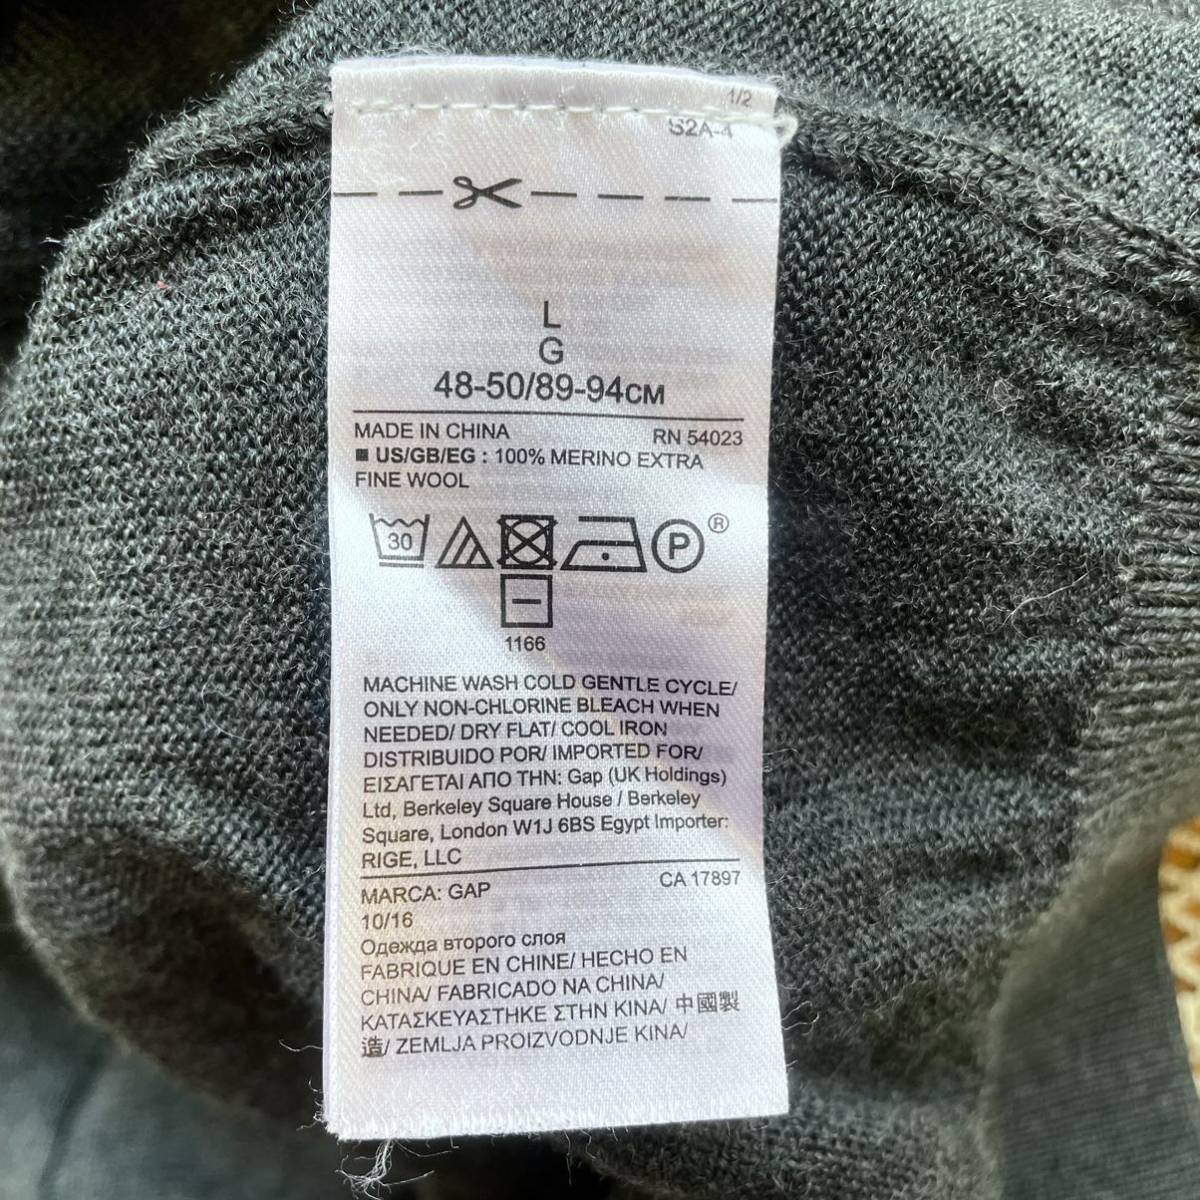 1/2
S2A-4
L
G
48-50/89-94CM
MADE IN CHINA
RN 54023
■ US/GB/EG : 100% MERINO EXTRA
FINE WOOL
30
P ®
1166
MACHINE WASH COLD GENTLE CYCLE/
ONLY NON-CHLORINE BLEACH WHEN
NEEDED/ DRY FLAT/ COOL IRON
DISTRIBUIDO POR/ IMPORTED FOR/
ΕΙΣΑΓΕΤΑΙ ΑΠΟ ΤΗΝ: Gap (UK Holdings)
Ltd, Berkeley Square House / Berkeley
Square, London W1J 6BS Egypt Importer:
RIGE, LLC
MARCA: GAP
CA 17897
10/16
Одежда второго слоя
FABRIQUE EN CHINE/ HECHO EN
CHINA/ FABRICADO NA CHINA/
ΚΑΤΑΣΚΕΥΑΣΤΗΚΕ ΣΤΗΝ ΚΙΝΑ/ 中國製
造/ ZEMLJA PROIZVODNJE KINA/